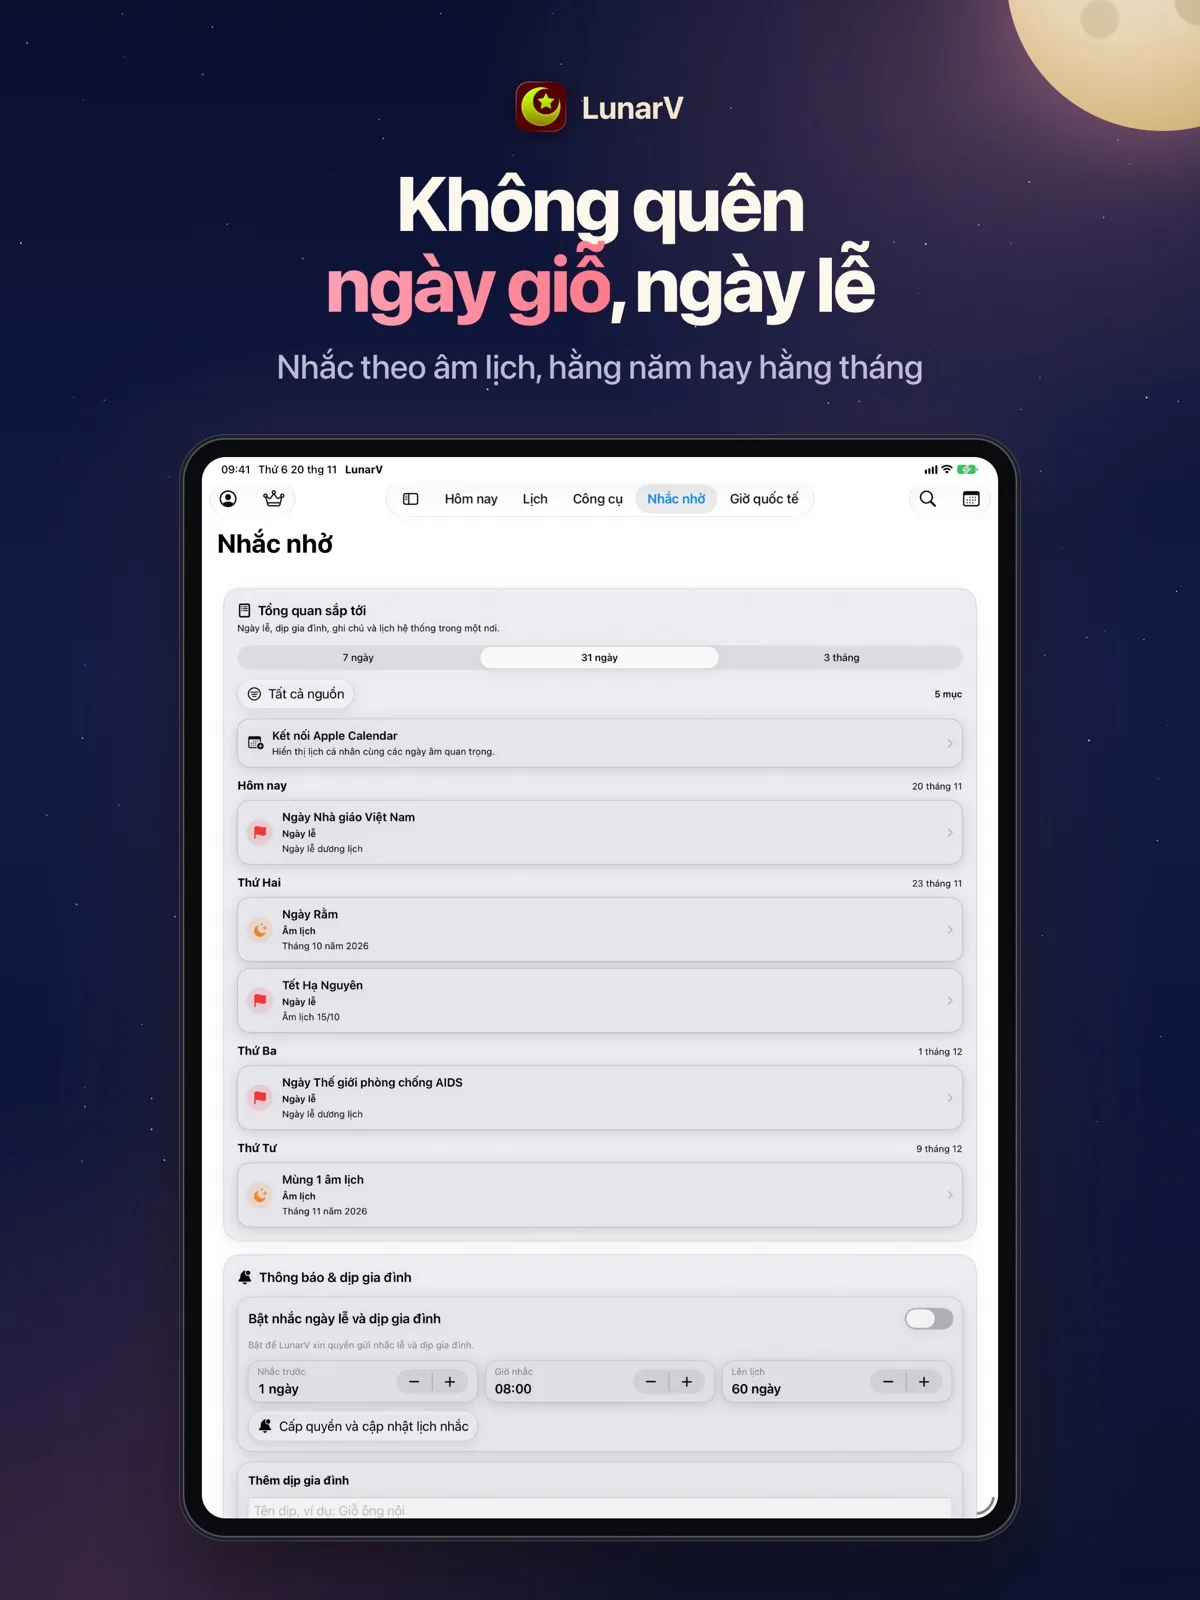 LunarV
Không quên
ngày giỗ, ngày lễ
Nhắc theo âm lịch, hằng năm hay hằng tháng
09:41 Thứ 6 20 thg 11 LunarV
Hôm nay Lịch Công cụ Nhắc nhở Giờ quốc tế
Nhắc nhở
Tổng quan sắp tới
Ngày lễ, dịp gia đình, ghi chú và lịch hệ thống trong một nơi.
7 ngày 31 ngày 3 tháng
Tất cả nguồn 5 mục
Kết nối Apple Calendar
Hiển thị lịch cá nhân cùng các ngày âm quan trọng.
Hôm nay 20 tháng 11
Ngày Nhà giáo Việt Nam
Ngày lễ
Ngày lễ dương lịch
Thứ Hai 23 tháng 11
Ngày Rằm
Âm lịch
Tháng 10 năm 2026
Tết Hạ Nguyên
Ngày lễ
Âm lịch 15/10
Thứ Ba 1 tháng 12
Ngày Thế giới phòng chống AIDS
Ngày lễ
Ngày lễ dương lịch
Thứ Tư 9 tháng 12
Mùng 1 âm lịch
Âm lịch
Tháng 11 năm 2026
Thông báo & dịp gia đình
Bật nhắc ngày lễ và dịp gia đình
Bật để LunarV xin quyền gửi nhắc lễ và dịp gia đình.
Nhắc trước Giờ nhắc Lên lịch
1 ngày − + 08:00 − + 60 ngày − +
Cấp quyền và cập nhật lịch nhắc
Thêm dịp gia đình
Tên dịp, ví dụ: Giỗ ông nội